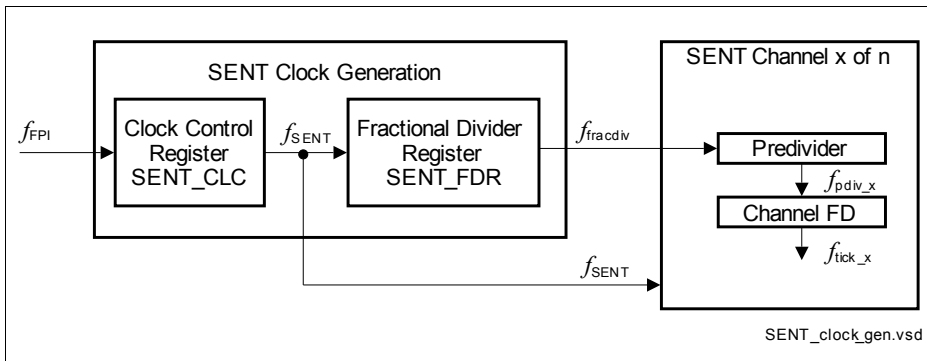 SENT Clock Generation
SENT Channel x of n
fFPI
Clock Control
Register
SENT_CLC
fSENT
Fractional Divider
Register
SENT_FDR
ffracdiv
Predivider
fpdiv_x
Channel FD
ftick_x
fSENT
SENT_clock_gen.vsd